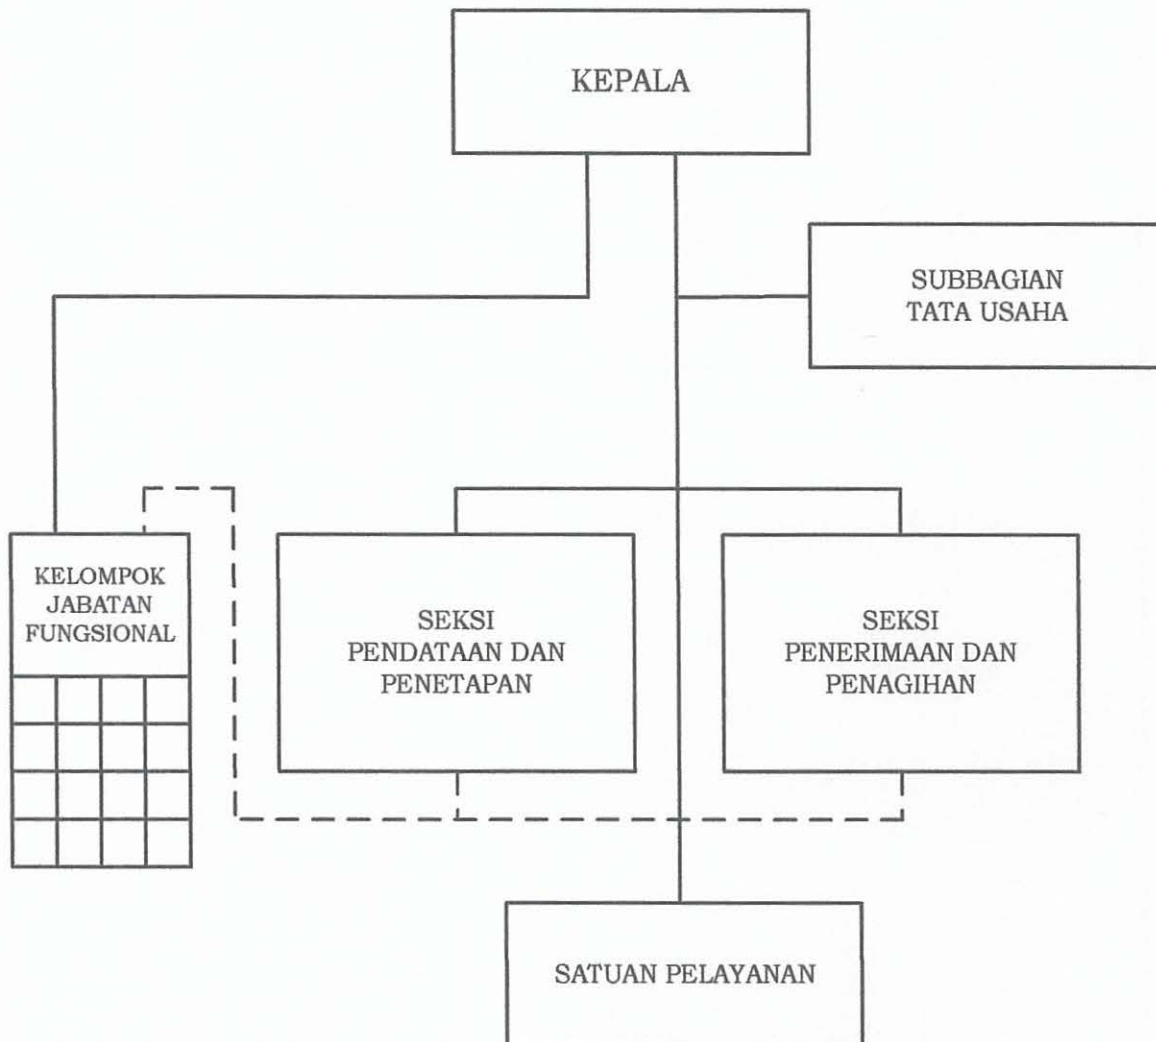 KEPALA
SUBBAGIAN
TATA USAHA
KELOMPOK
JABATAN
FUNGSIONAL
SEKSI
PENDATAAN DAN
PENETAPAN
SEKSI
PENERIMAAN DAN
PENAGIHAN
SATUAN PELAYANAN